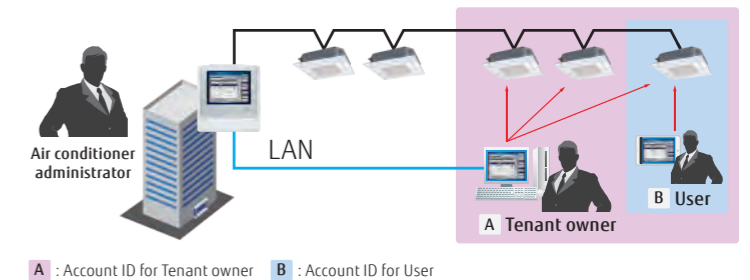 Air conditioner
administrator
LAN
A Tenant owner
B User
A : Account ID for Tenant owner B : Account ID for User